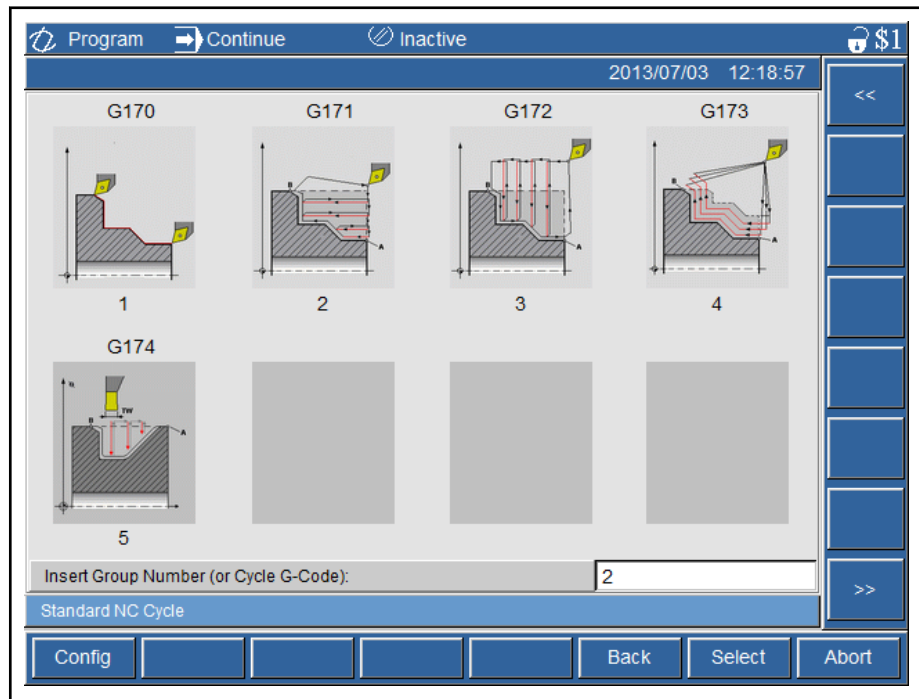 Program Continue Inactive $1
2013/07/03 12:18:57
<<
G170 G171 G172 G173
B A
B A
B A
1 2 3 4
G174
TW
B A
5
Insert Group Number (or Cycle G-Code): 2
>>
Standard NC Cycle
Config Back Select Abort